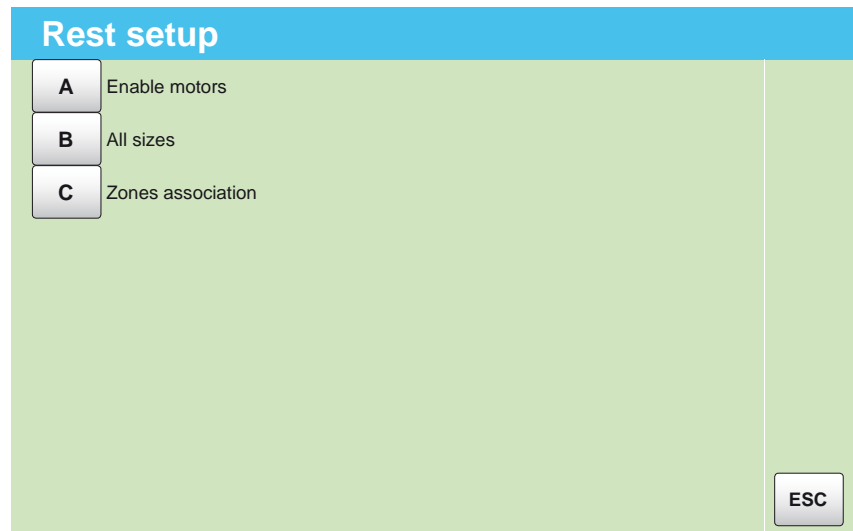 Rest setup
A Enable motors
B All sizes
C Zones association
ESC